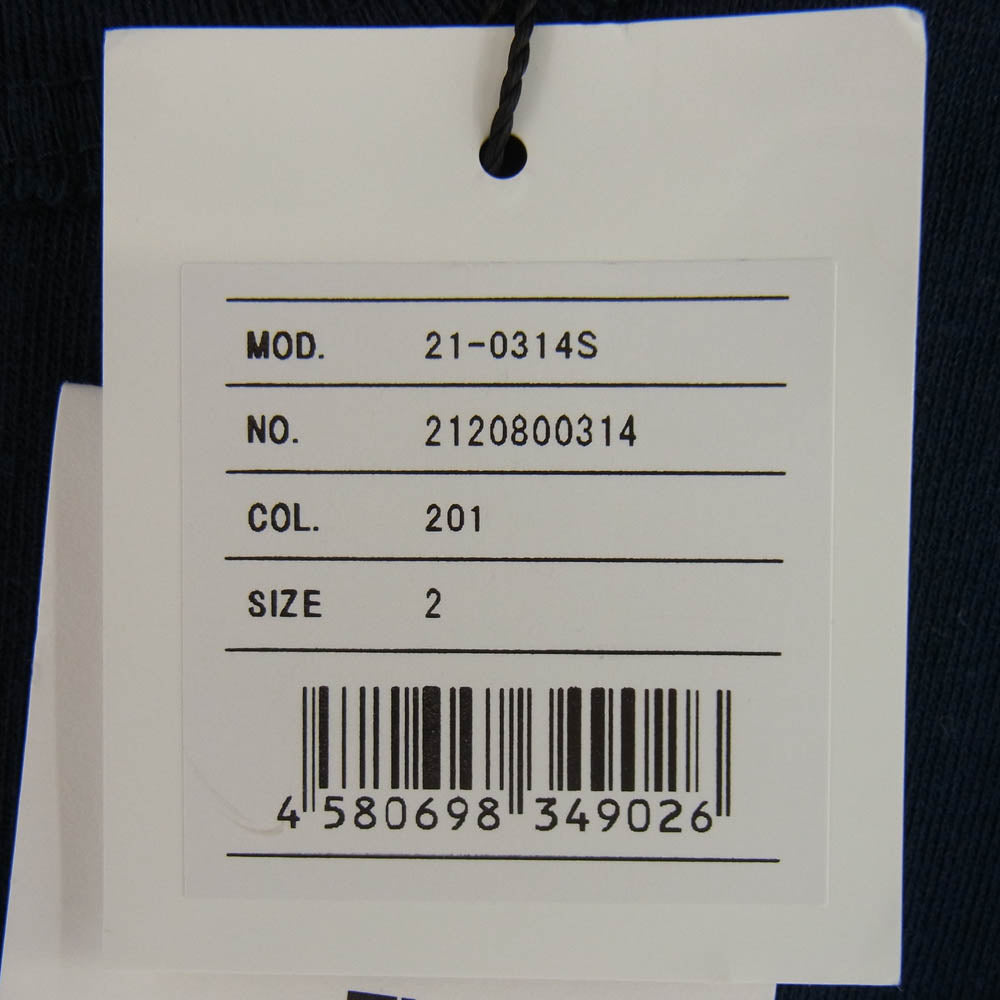 MOD. 21-0314S
NO. 2120800314
COL. 201
SIZE 2
4 580698 349026